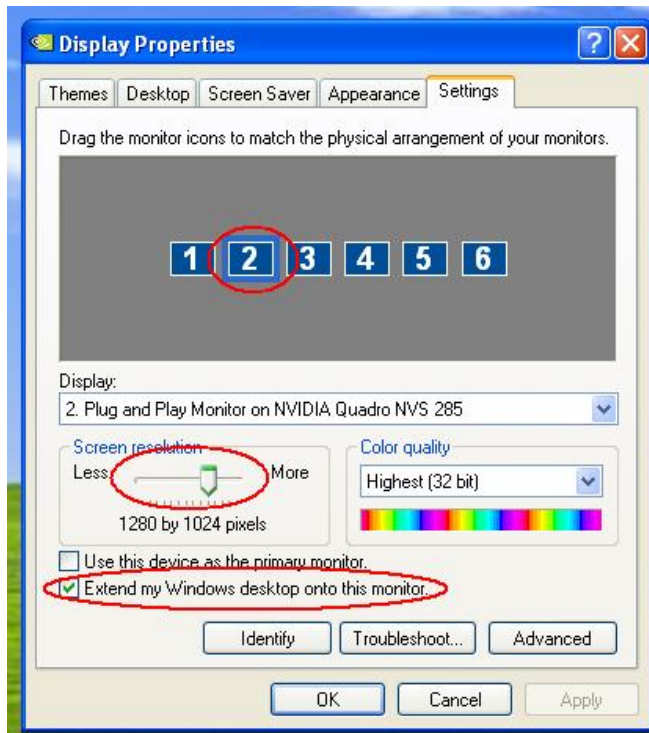 Display Properties
Themes Desktop Screen Saver Appearance Settings
Drag the monitor icons to match the physical arrangement of your monitors.
1 2 3 4 5 6
Display:
2. Plug and Play Monitor on NVIDIA Quadro NVS 285
Screen resolution
Less More
1280 by 1024 pixels
Color quality
Highest (32 bit)
Use this device as the primary monitor.
Extend my Windows desktop onto this monitor.
Identify Troubleshoot... Advanced
OK Cancel Apply